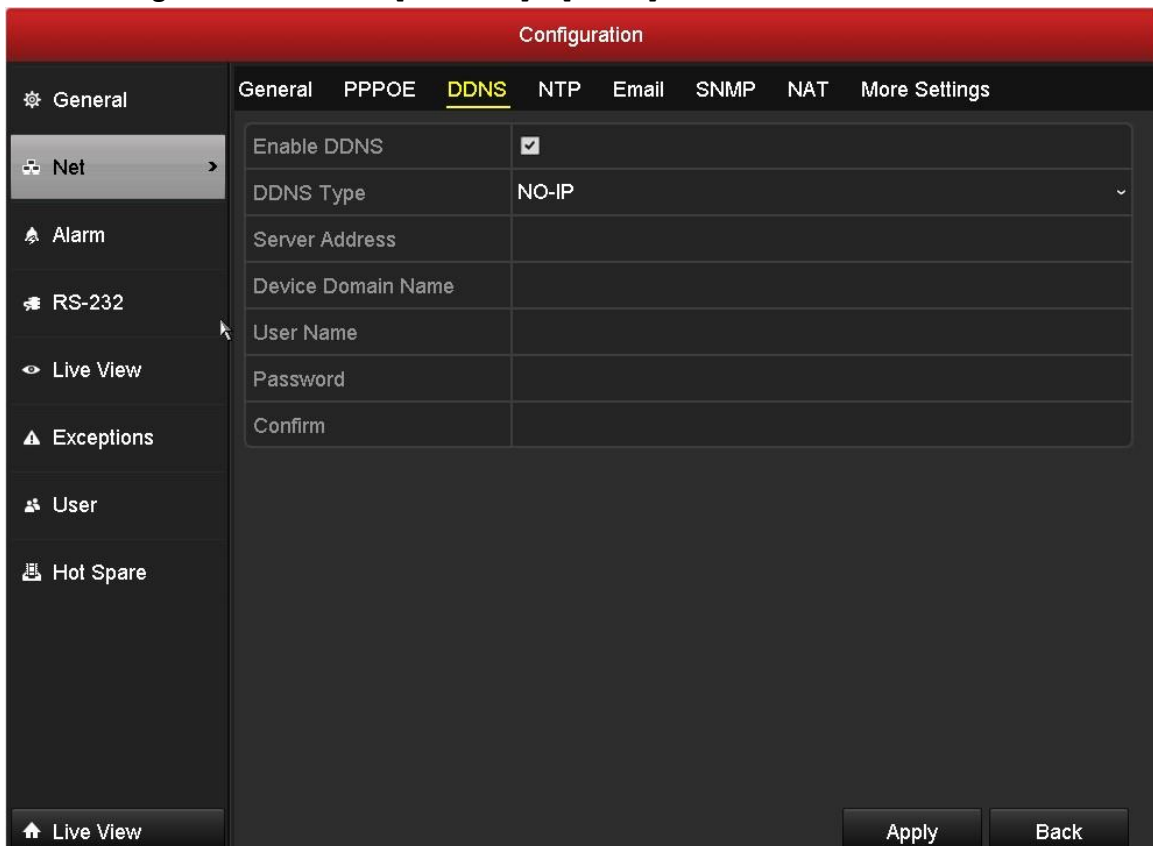 Configuration
General
Net
Alarm
RS-232
Live View
Exceptions
User
Hot Spare
Live View
General PPPOE DDNS NTP Email SNMP NAT More Settings
Enable DDNS
DDNS Type NO-IP
Server Address
Device Domain Name
User Name
Password
Confirm
Apply Back